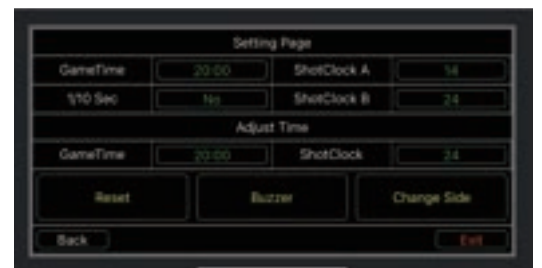 Setting Page
GameTime 20:00 ShotClock A 14
1/10 Sec No ShotClock B 24
Adjust Time
GameTime 20:00 ShotClock 24
Reset Buzzer Change Side
Back Exit